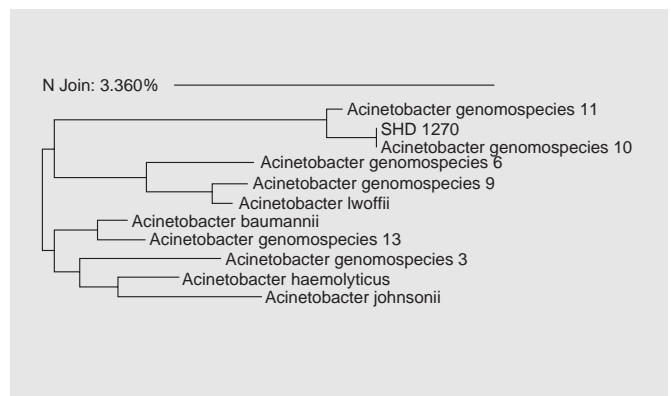 N Join: 3.360%
Acinetobacter genomospecies 11
SHD 1270
Acinetobacter genomospecies 10
Acinetobacter genomospecies 6
Acinetobacter genomospecies 9
Acinetobacter lwoffii
Acinetobacter baumannii
Acinetobacter genomospecies 13
Acinetobacter genomospecies 3
Acinetobacter haemolyticus
Acinetobacter johnsonii